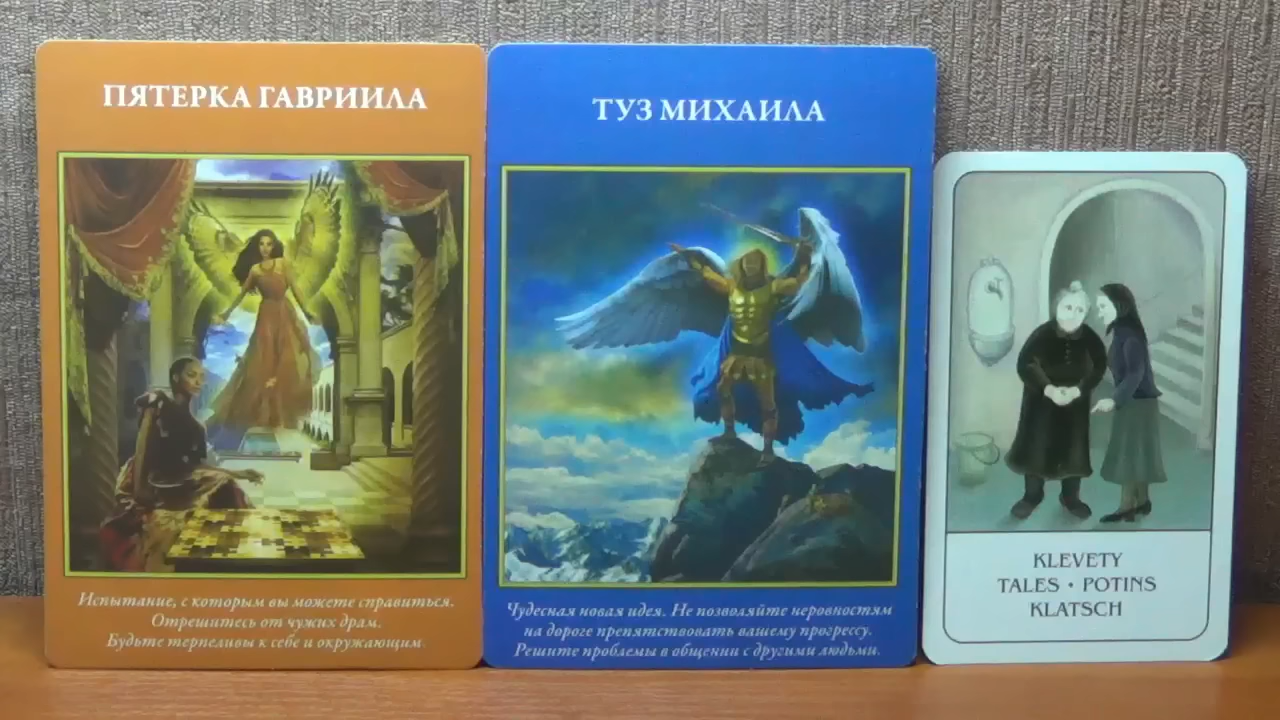 ПЯТЕРКА ГАВРИИЛА
Испытание, с которым вы можете справиться.
Отрешитесь от чужих драм.
Будьте терпеливы к себе и окружающим.
ТУЗ МИХАИЛА
Чудесная новая идея. Не позволяйте неровностям
на дороге препятствовать вашему прогрессу.
Решите проблемы в общении с другими людьми.
KLEVETY
TALES • POTINS
KLATSCH